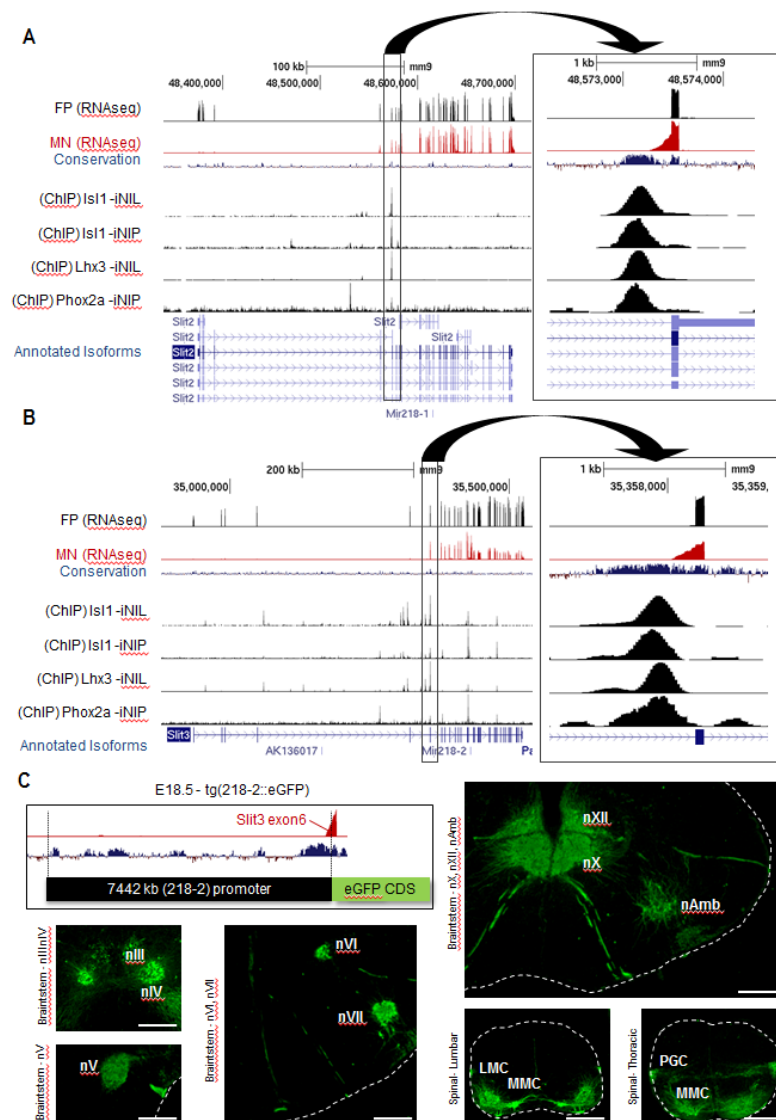 A
100 kb mm9
48,400,000 48,500,000 48,600,000 48,700,000
1 kb mm9
48,573,000 48,574,000
FP (RNAseq)
MN (RNAseq)
Conservation
(ChIP) Isl1 -iNIL
(ChIP) Isl1 -iNIP
(ChIP) Lhx3 -iNIL
(ChIP) Phox2a -iNIP
Annotated Isoforms
Slit2 Slit2
Slit2 Slit2
Slit2
Slit2
Slit2
Slit2
Mir218-1
B
200 kb mm9
35,000,000 35,500,000
1 kb mm9
35,358,000 35,359,
FP (RNAseq)
MN (RNAseq)
Conservation
(ChIP) Isl1 -iNIL
(ChIP) Isl1 -iNIP
(ChIP) Lhx3 -iNIL
(ChIP) Phox2a -iNIP
Annotated Isoforms
Slit3
AK136017 Mir218-2 Pa
C
E18.5 - tg(218-2::eGFP)
Slit3 exon6
7442 kb (218-2) promoter
eGFP CDS
Braintstem - nIIInIV
nIII
nIV
Braintstem - nV
nV
Braintstem - nVI, nVII
nVI
nVII
Braintstem - nX, nXII, nAmb
nXII
nX
nAmb
Spinal- Lumbar
LMC
MMC
Spinal- Thoracic
PGC
MMC